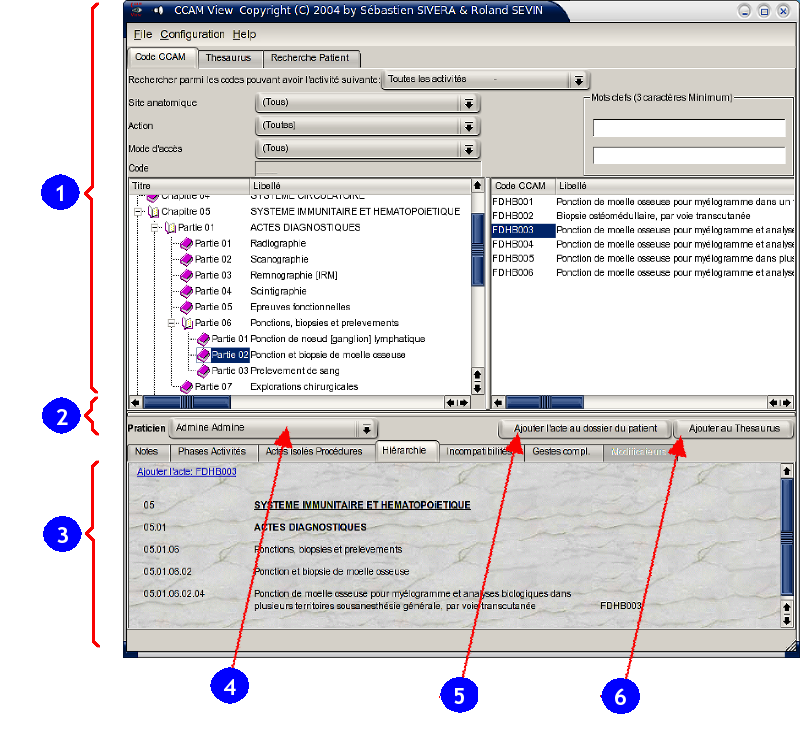 CCAM View Copyright (C) 2004 by Sébastien SIVERA & Roland SEVIN
File Configuration Help
Code CCAM Thesaurus Recherche Patient
Rechercher parmi les codes pouvant avoir l'activité suivante: Toutes les activités -
Site anatomique (Tous)
Mots clefs (3 caractères Minimum)
Action (Toutes)
Mode d'accès (Tous)
Code
Titre Libellé
Chapitre 04 SYSTEME CIRCULATOIRE
Chapitre 05 SYSTEME IMMUNITAIRE ET HEMATOPOïETIQUE
Partie 01 ACTES DIAGNOSTIQUES
Partie 01 Radiographie
Partie 02 Scanographie
Partie 03 Remnographie [IRM]
Partie 04 Scintigraphie
Partie 05 Epreuves fonctionnelles
Partie 06 Ponctions, biopsies et prelevements
Partie 01 Ponction de nœud [ganglion] lymphatique
Partie 02 Ponction et biopsie de moelle osseuse
Partie 03 Prelevement de sang
Partie 07 Explorations chirurgicales
Code CCAM Libellé
FDHB001 Ponction de moelle osseuse pour myélogramme dans un
FDHB002 Biopsie ostéomédullaire, par voie transcutanée
FDHB003 Ponction de moelle osseuse pour myélogramme et analyse
FDHB004 Ponction de moelle osseuse pour myélogramme et analyse
FDHB005 Ponction de moelle osseuse pour myélogramme dans plus
FDHB006 Ponction de moelle osseuse pour myélogramme et analyse
1
2
Praticien Admine Admine Ajouter l'acte au dossier du patient Ajouter au Thesaurus
Notes Phases Activités Actes isolés Procédures Hiérarchie Incompatibilités Gestes compl. Modificateurs
3
Ajouter l'acte: FDHB003
05 SYSTEME IMMUNITAIRE ET HEMATOPOïETIQUE
05.01 ACTES DIAGNOSTIQUES
05.01.06 Ponctions, biopsies et prelevements
05.01.06.02 Ponction et biopsie de moelle osseuse
05.01.06.02.04 Ponction de moelle osseuse pour myélogramme et analyses biologiques dans
plusieurs territoires sousanesthésie générale, par voie transcutanée FDHB003
4
5
6